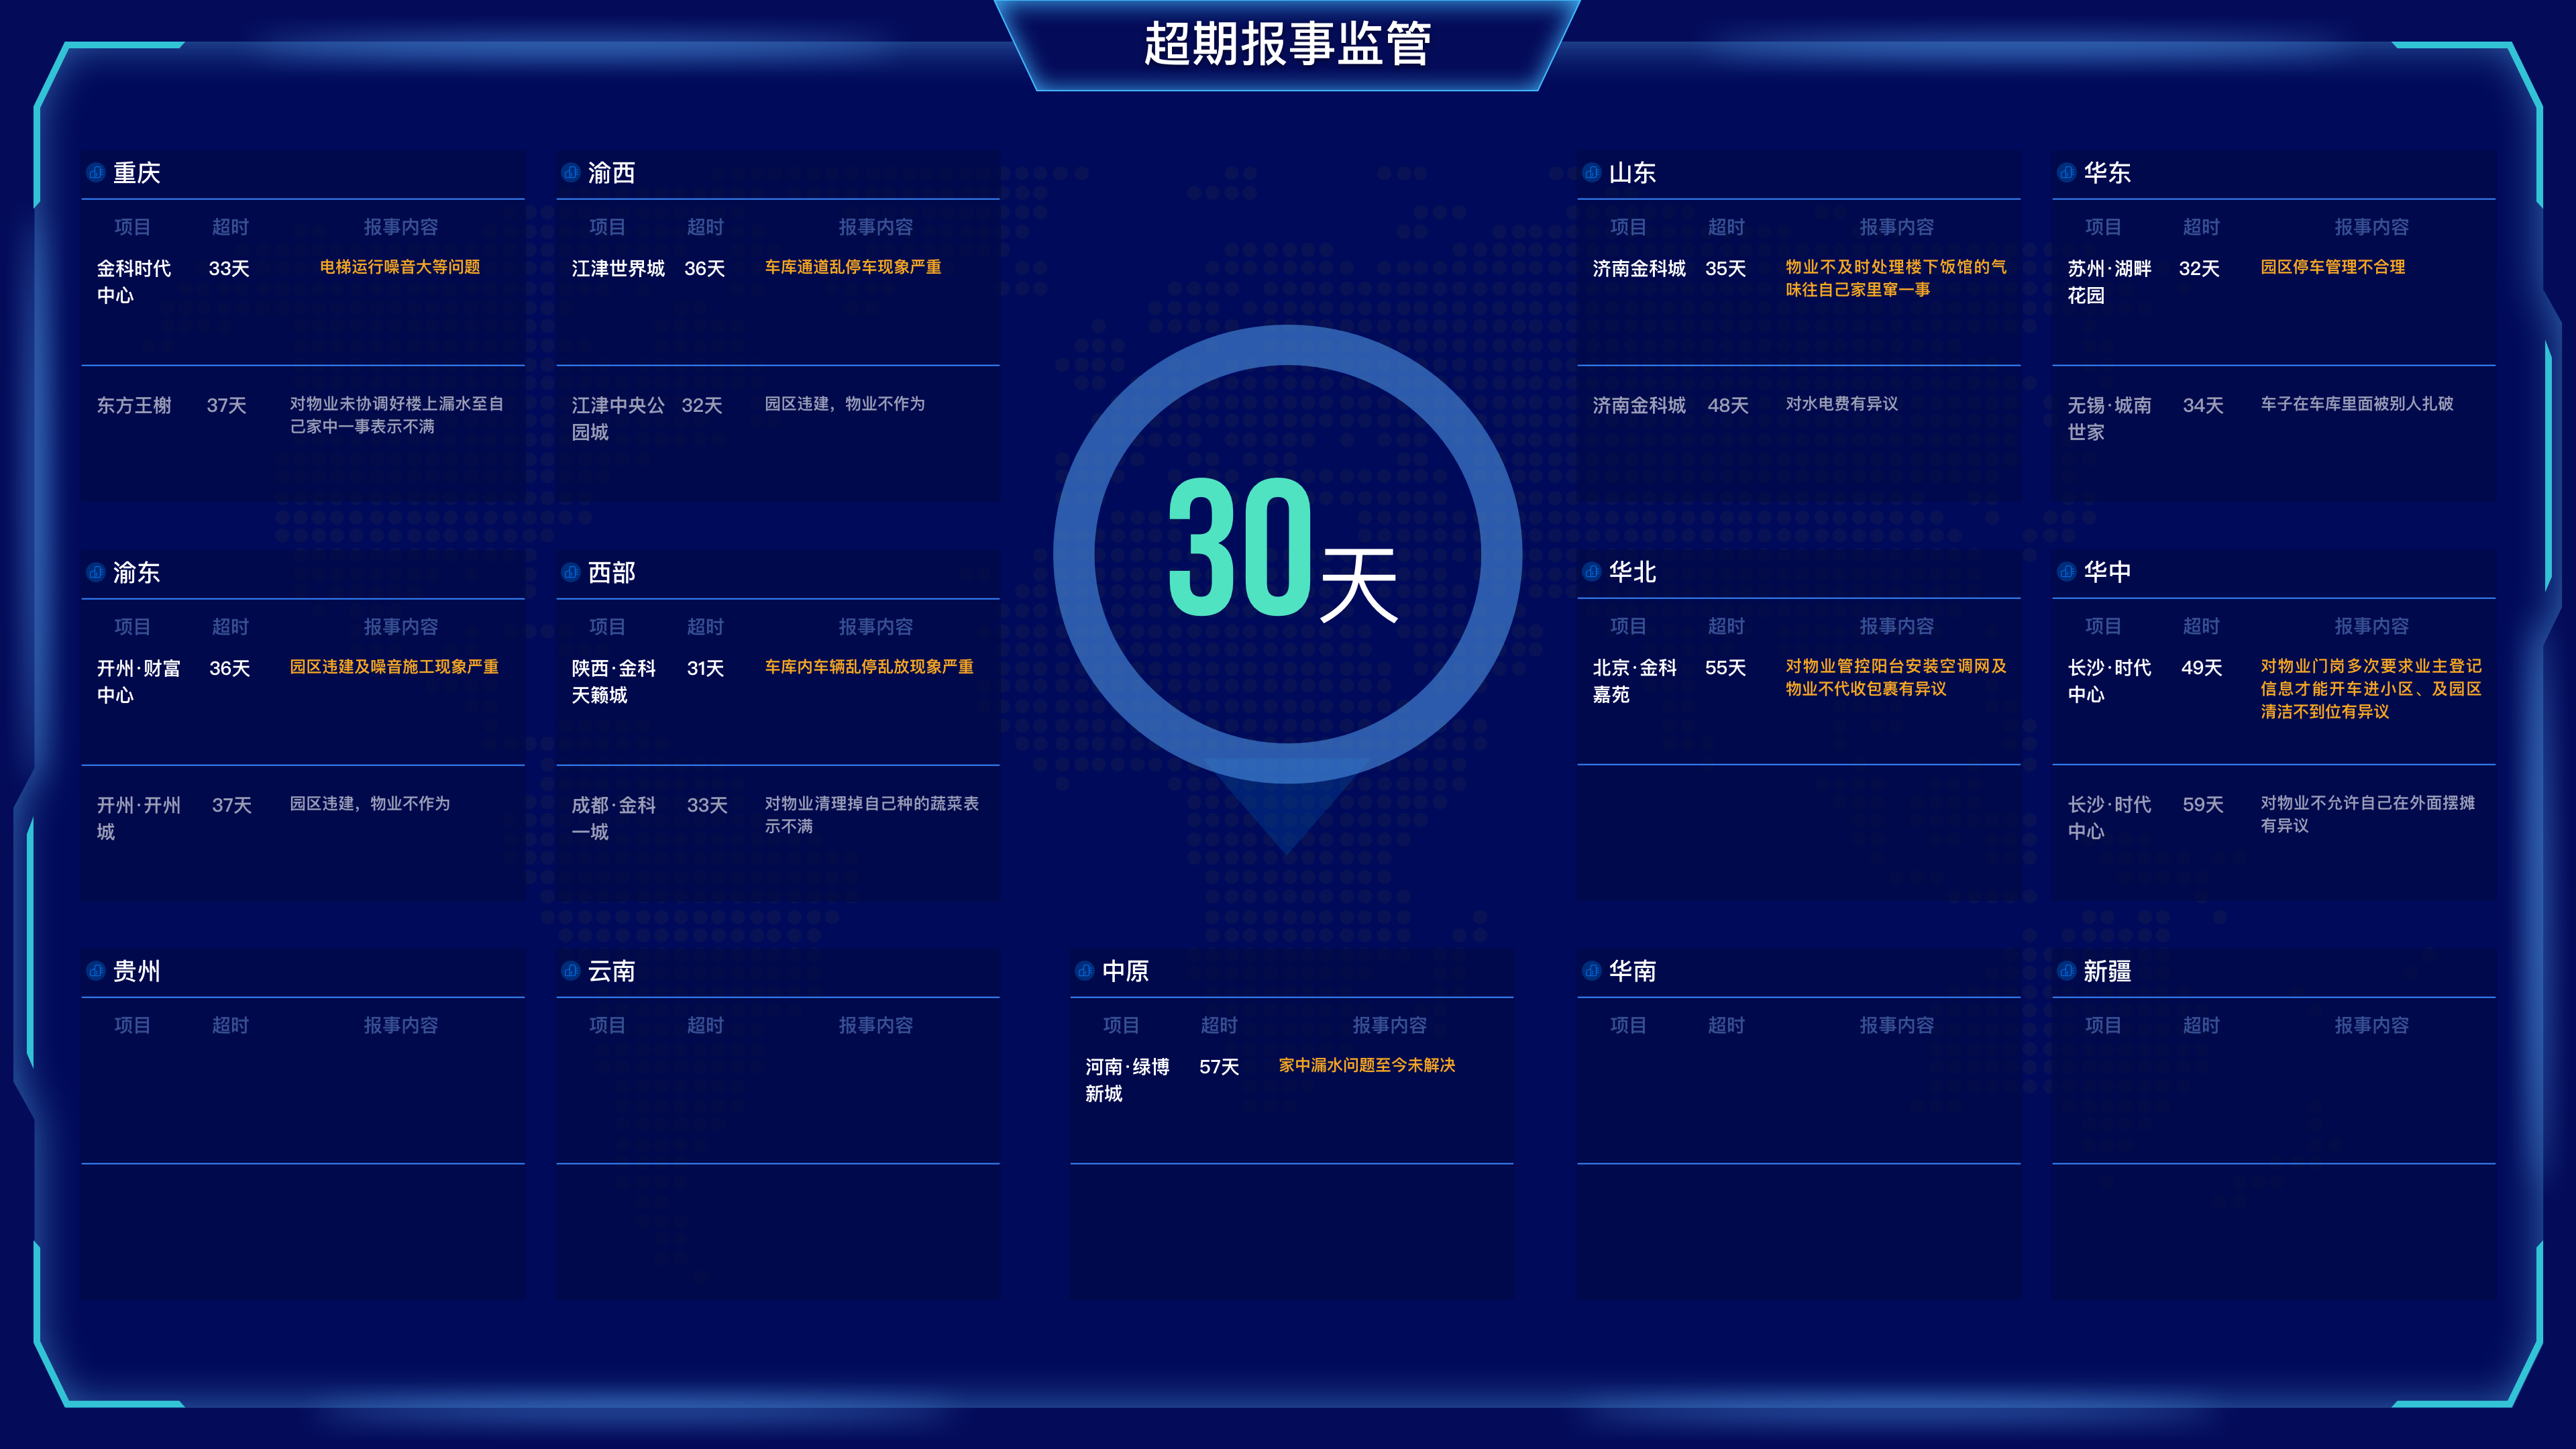 超期报事监管
重庆
项目 超时 报事内容
金科时代 33天 电梯运行噪音大等问题
中心
东方王榭 37天 对物业未协调好楼上漏水至自
己家中一事表示不满
渝西
项目 超时 报事内容
江津世界城 36天 车库通道乱停车现象严重
江津中央公 32天 园区违建，物业不作为
园城
山东
项目 超时 报事内容
济南金科城 35天 物业不及时处理楼下饭馆的气
味往自己家里窜一事
济南金科城 48天 对水电费有异议
华东
项目 超时 报事内容
苏州·湖畔 32天 园区停车管理不合理
花园
无锡·城南 34天 车子在车库里面被别人扎破
世家
30天
渝东
项目 超时 报事内容
开州·财富 36天 园区违建及噪音施工现象严重
中心
开州·开州 37天 园区违建，物业不作为
城
西部
项目 超时 报事内容
陕西·金科 31天 车库内车辆乱停乱放现象严重
天籁城
成都·金科 33天 对物业清理掉自己种的蔬菜表
一城 示不满
华北
项目 超时 报事内容
北京·金科 55天 对物业管控阳台安装空调网及
嘉苑 物业不代收包裹有异议
华中
项目 超时 报事内容
长沙·时代 49天 对物业门岗多次要求业主登记
中心 信息才能开车进小区、及园区
清洁不到位有异议
长沙·时代 59天 对物业不允许自己在外面摆摊
中心 有异议
贵州
项目 超时 报事内容
云南
项目 超时 报事内容
中原
项目 超时 报事内容
河南·绿博 57天 家中漏水问题至今未解决
新城
华南
项目 超时 报事内容
新疆
项目 超时 报事内容